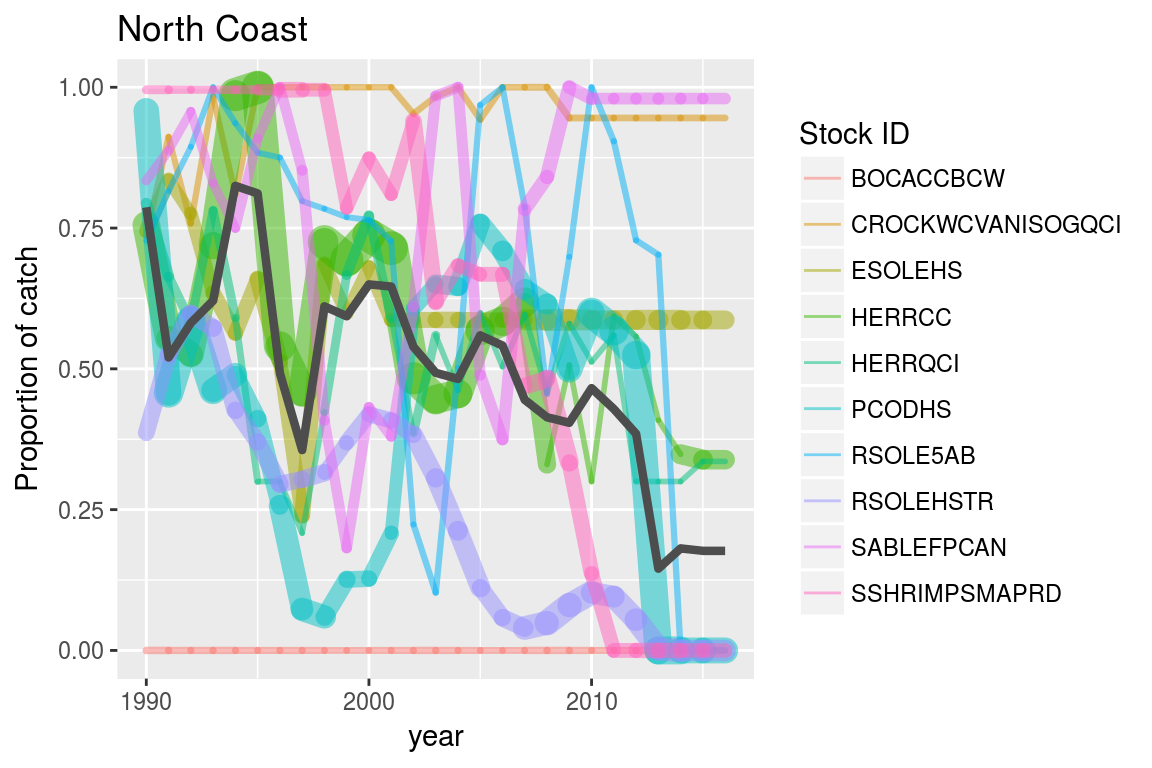 North Coast
Proportion of catch
1.00
0.75
0.50
0.25
0.00
1990
2000
2010
year
Stock ID
BOCACCBCW
CROCKWCVANISOGQCI
ESOLEHS
HERRCC
HERRQCI
PCODHS
RSOLE5AB
RSOLEHSTR
SABLEFPCAN
SSHRIMPSMAPRD